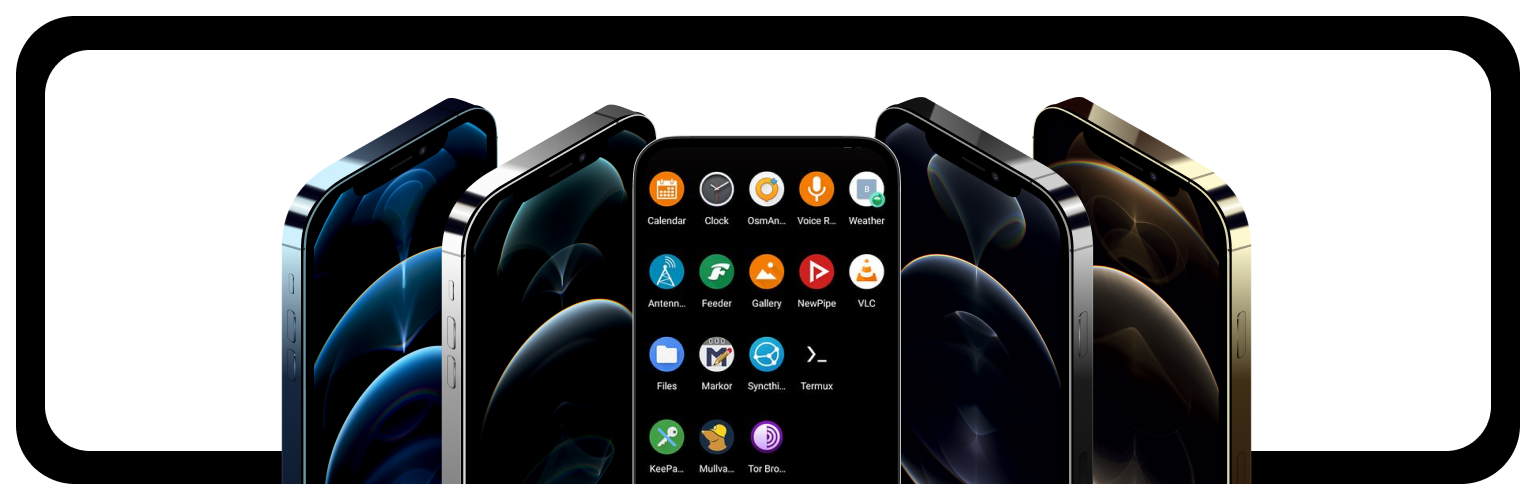 Calendar Clock OsmAn... Voice R... Weather
B
Antenn... Feeder Gallery NewPipe VLC
Files Markor Syncthi... Termux
KeePa... Mullva... Tor Bro...